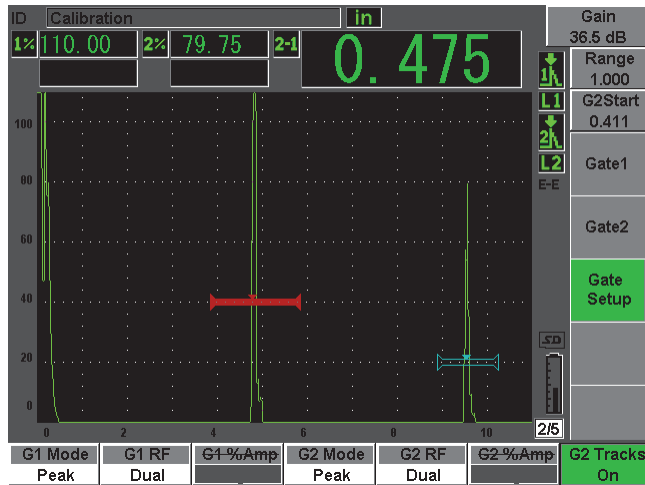 ID Calibration in Gain
36.5 dB
1% 110.00 2% 79.75 2-1 0.475
Range
1.000
1
L1
2
L2
E-E
G2Start
0.411
Gate1
Gate2
Gate
Setup
SD
2/5
100
80
60
40
20
0
0 2 4 6 8 10
G1 Mode G1 RF G1 %Amp G2 Mode G2 RF G2 %Amp G2 Tracks
Peak Dual Peak Dual On